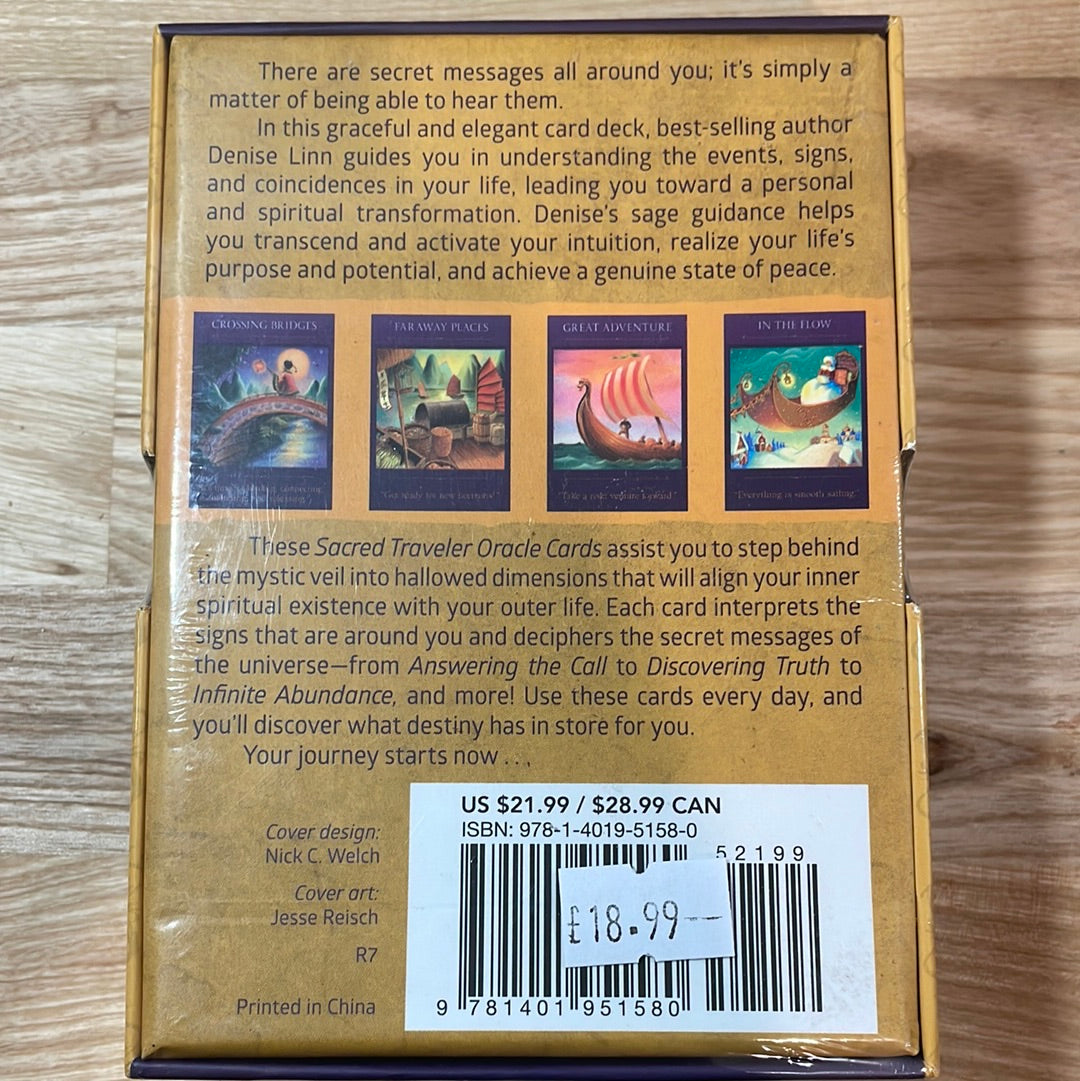 There are secret messages all around you; it's simply a
matter of being able to hear them.
In this graceful and elegant card deck, best-selling author
Denise Linn guides you in understanding the events, signs,
and coincidences in your life, leading you toward a personal
and spiritual transformation. Denise's sage guidance helps
you transcend and activate your intuition, realize your life's
purpose and potential, and achieve a genuine state of peace.
CROSSING BRIDGES
FARAWAY PLACES
GREAT ADVENTURE
IN THE FLOW
"Get ready for new horizons!"
"Take a risk; venture forward."
"Everything is smooth sailing."
These Sacred Traveler Oracle Cards assist you to step behind
the mystic veil into hallowed dimensions that will align your inner
spiritual existence with your outer life. Each card interprets the
signs that are around you and deciphers the secret messages of
the universe—from Answering the Call to Discovering Truth to
Infinite Abundance, and more! Use these cards every day, and
you'll discover what destiny has in store for you.
Your journey starts now . . .
Cover design:
Nick C. Welch
Cover art:
Jesse Reisch
R7
Printed in China
US $21.99 / $28.99 CAN
ISBN: 978-1-4019-5158-0
52199
£18.99
9 781401 951580